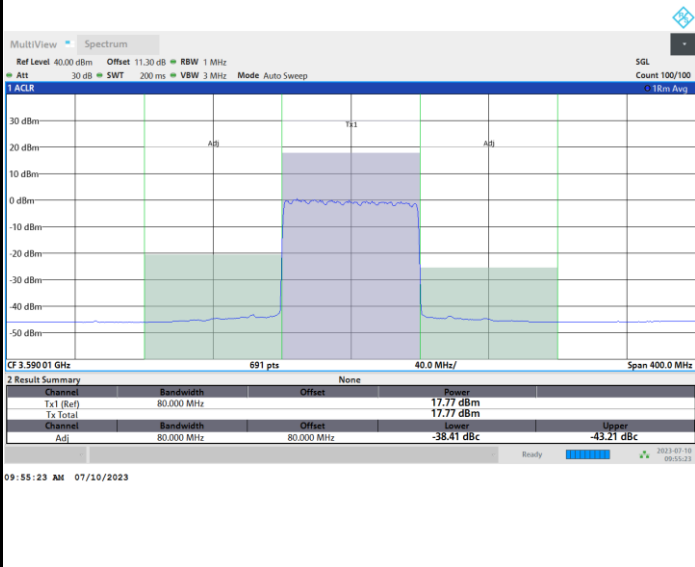 MultiView Spectrum
Ref Level 40.00 dBm Offset 11.30 dB RBW 1 MHz SGL
Att 30 dB SWT 200 ms VBW 3 MHz Mode Auto Sweep Count 100/100
1 ACLR 1Rm Avg
30 dBm
Tx1
20 dBm
Adj Adj
10 dBm
0 dBm
-10 dBm
-20 dBm
-30 dBm
-40 dBm
-50 dBm
CF 3.590 01 GHz 691 pts 40.0 MHz/ Span 400.0 MHz
2 Result Summary None
Channel Bandwidth Offset Power
Tx1 (Ref) 80.000 MHz 17.77 dBm
Tx Total 17.77 dBm
Channel Bandwidth Offset Lower Upper
Adj 80.000 MHz 80.000 MHz -38.41 dBc -43.21 dBc
Ready 2023-07-10
09:55:23
09:55:23 AM 07/10/2023